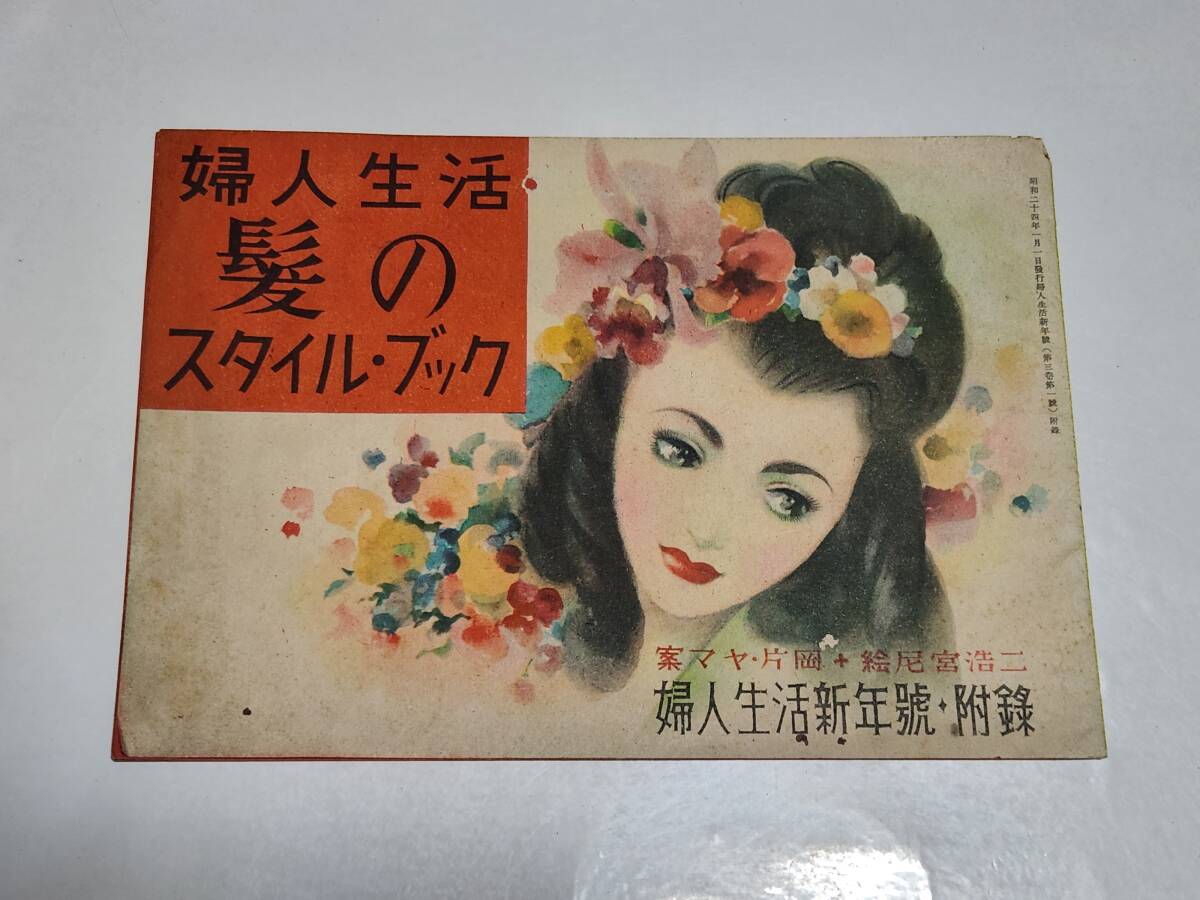 婦人生活
髪の
スタイル・ブック
昭和二十四年一月一日發行婦人生活新年號（第三巻第一號）附錄
案マヤ・片岡＋絵尾宮浩二
婦人生活新年號・附錄